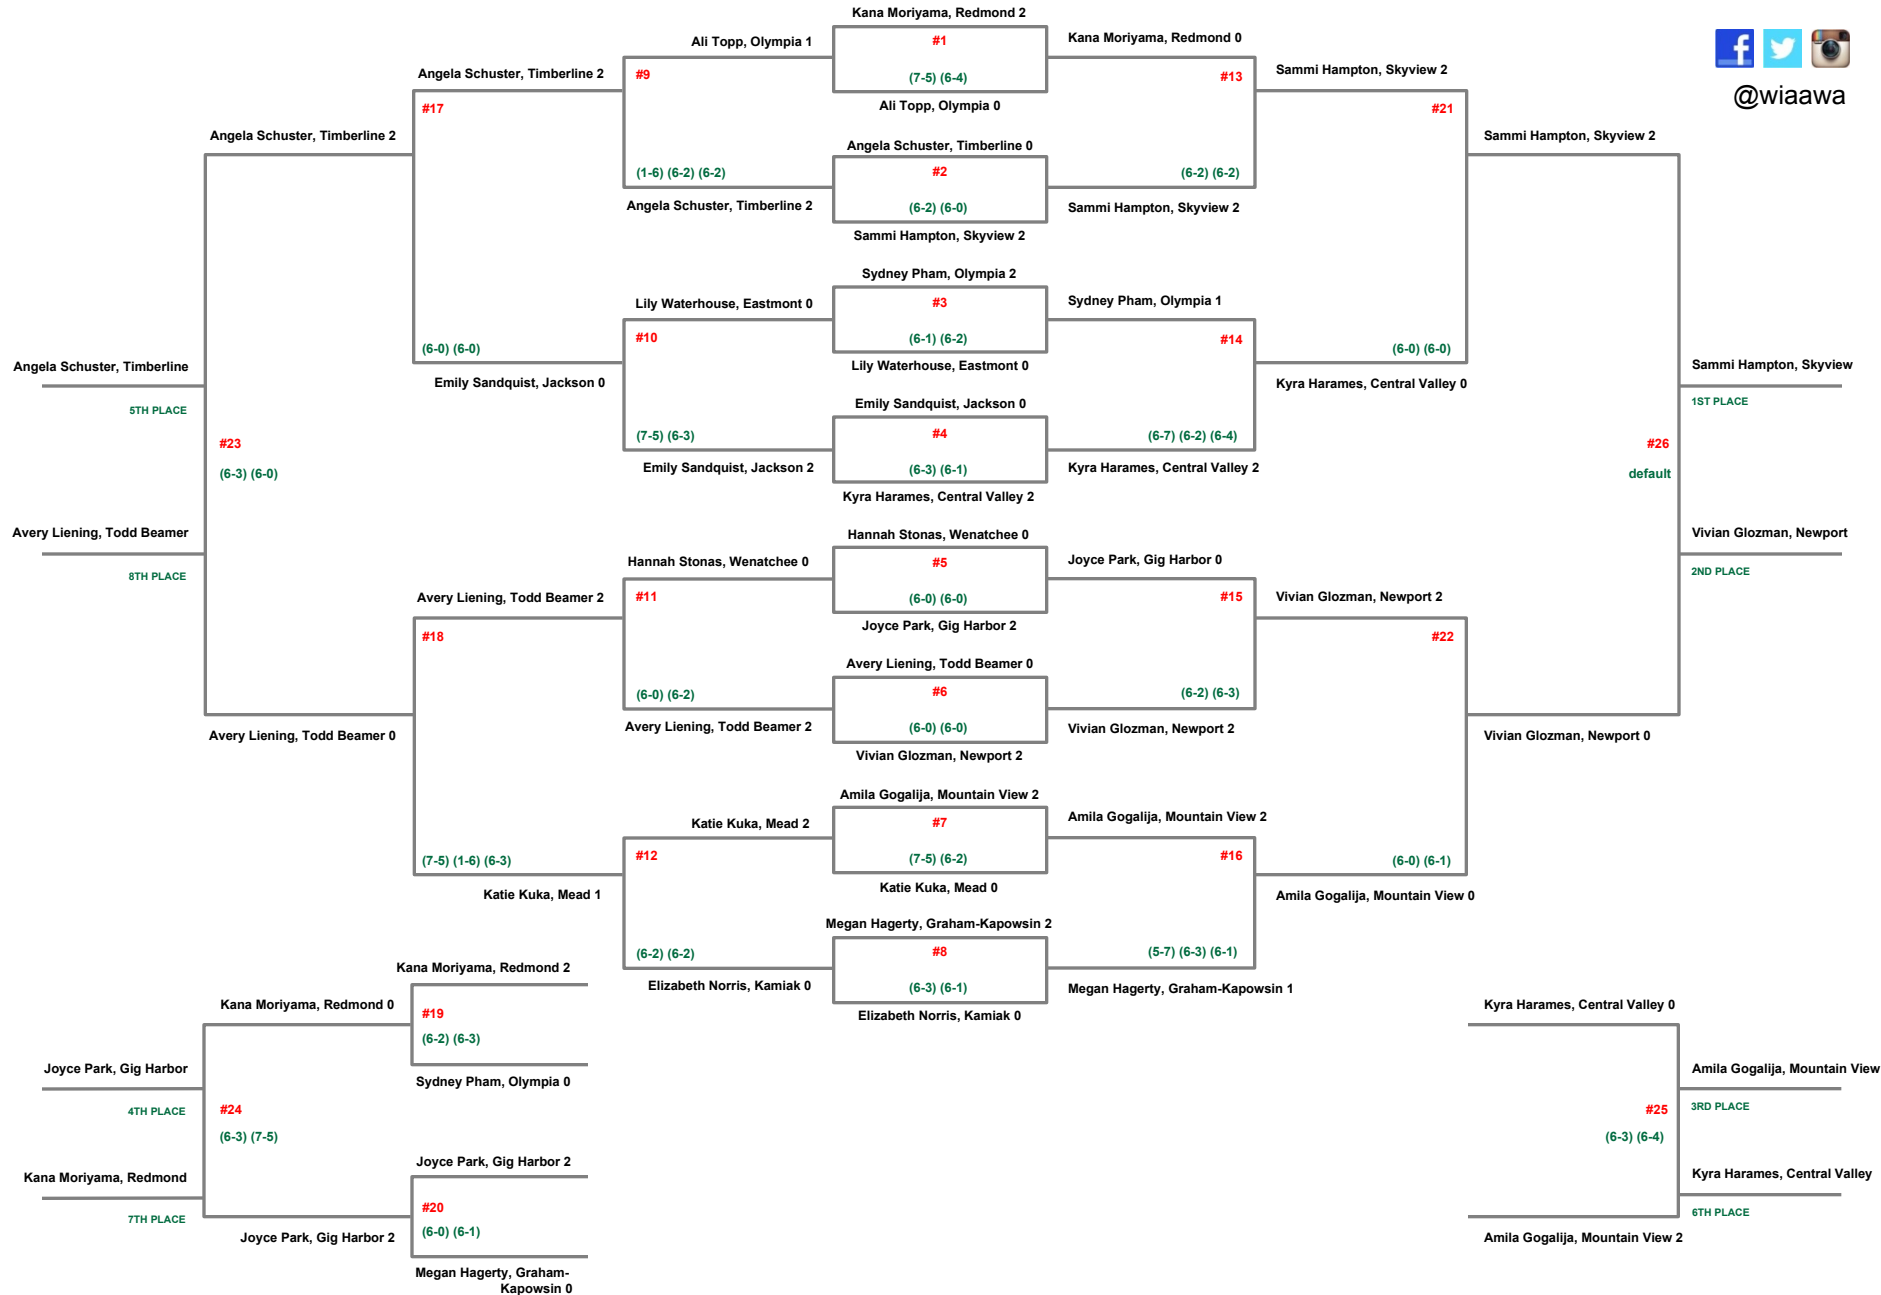 Kana Moriyama, Redmond 2
Ali Topp, Olympia 1
#1
Kana Moriyama, Redmond 0
@wiaawa
Angela Schuster, Timberline 2
#9
(7-5) (6-4)
#13
Sammi Hampton, Skyview 2
#17
Ali Topp, Olympia 0
#21
Angela Schuster, Timberline 2
Angela Schuster, Timberline 0
Sammi Hampton, Skyview 2
(1-6) (6-2) (6-2)
#2
(6-2) (6-2)
Angela Schuster, Timberline 2
(6-2) (6-0)
Sammi Hampton, Skyview 2
Sammi Hampton, Skyview 2
Sydney Pham, Olympia 2
Lily Waterhouse, Eastmont 0
#3
Sydney Pham, Olympia 1
#10
(6-1) (6-2)
#14
(6-0) (6-0)
(6-0) (6-0)
Angela Schuster, Timberline
Lily Waterhouse, Eastmont 0
Sammi Hampton, Skyview
Emily Sandquist, Jackson 0
Kyra Harames, Central Valley 0
5TH PLACE
Emily Sandquist, Jackson 0
1ST PLACE
#23
(7-5) (6-3)
#4
(6-7) (6-2) (6-4)
#26
(6-3) (6-0)
Emily Sandquist, Jackson 2
(6-3) (6-1)
Kyra Harames, Central Valley 2
default
Kyra Harames, Central Valley 2
Avery Liening, Todd Beamer
Hannah Stonas, Wenatchee 0
Vivian Glozman, Newport
8TH PLACE
Hannah Stonas, Wenatchee 0
#5
Joyce Park, Gig Harbor 0
2ND PLACE
Avery Liening, Todd Beamer 2
#11
(6-0) (6-0)
#15
Vivian Glozman, Newport 2
#18
Joyce Park, Gig Harbor 2
#22
Avery Liening, Todd Beamer 0
(6-0) (6-2)
#6
(6-2) (6-3)
Avery Liening, Todd Beamer 0
Avery Liening, Todd Beamer 2
(6-0) (6-0)
Vivian Glozman, Newport 2
Vivian Glozman, Newport 0
Vivian Glozman, Newport 2
Amila Gogalija, Mountain View 2
Katie Kuka, Mead 2
#7
Amila Gogalija, Mountain View 2
(7-5) (1-6) (6-3)
#12
(7-5) (6-2)
#16
(6-0) (6-1)
Katie Kuka, Mead 1
Katie Kuka, Mead 0
Amila Gogalija, Mountain View 0
Megan Hagerty, Graham-Kapowsin 2
(6-2) (6-2)
#8
(5-7) (6-3) (6-1)
Kana Moriyama, Redmond 2
Elizabeth Norris, Kamiak 0
(6-3) (6-1)
Megan Hagerty, Graham-Kapowsin 1
Kana Moriyama, Redmond 0
#19
Elizabeth Norris, Kamiak 0
Kyra Harames, Central Valley 0
(6-2) (6-3)
Joyce Park, Gig Harbor
Sydney Pham, Olympia 0
Amila Gogalija, Mountain View
4TH PLACE
#24
#25
3RD PLACE
(6-3) (7-5)
(6-3) (6-4)
Joyce Park, Gig Harbor 2
Kana Moriyama, Redmond
Kyra Harames, Central Valley
7TH PLACE
#20
6TH PLACE
Joyce Park, Gig Harbor 2
(6-0) (6-1)
Amila Gogalija, Mountain View 2
Megan Hagerty, Graham-
Kapowsin 0